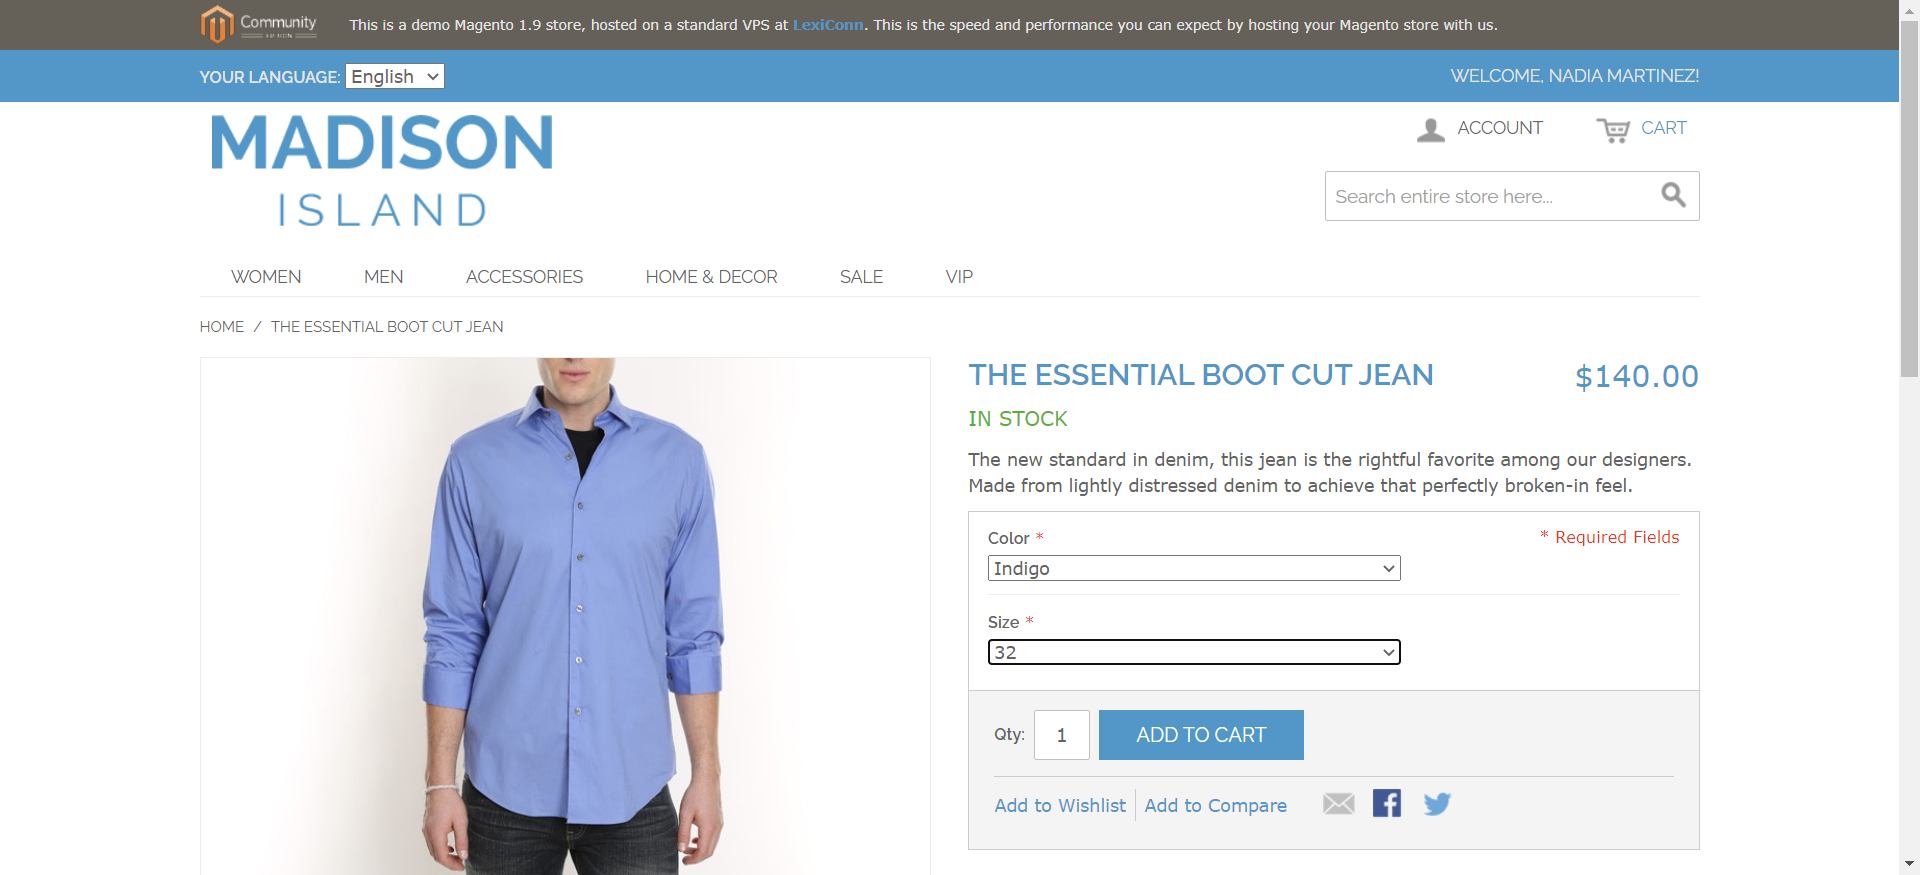 Community
This is a demo Magento 1.9 store, hosted on a standard VPS at LexiConn. This is the speed and performance you can expect by hosting your Magento store with us.
YOUR LANGUAGE: English
WELCOME, NADIA MARTINEZ!
MADISON
ISLAND
ACCOUNT
CART
Search entire store here...
WOMEN MEN ACCESSORIES HOME & DECOR SALE VIP
HOME / THE ESSENTIAL BOOT CUT JEAN
THE ESSENTIAL BOOT CUT JEAN
$140.00
IN STOCK
The new standard in denim, this jean is the rightful favorite among our designers.
Made from lightly distressed denim to achieve that perfectly broken-in feel.
Color *
* Required Fields
Indigo
Size *
32
Qty: 1 ADD TO CART
Add to Wishlist Add to Compare